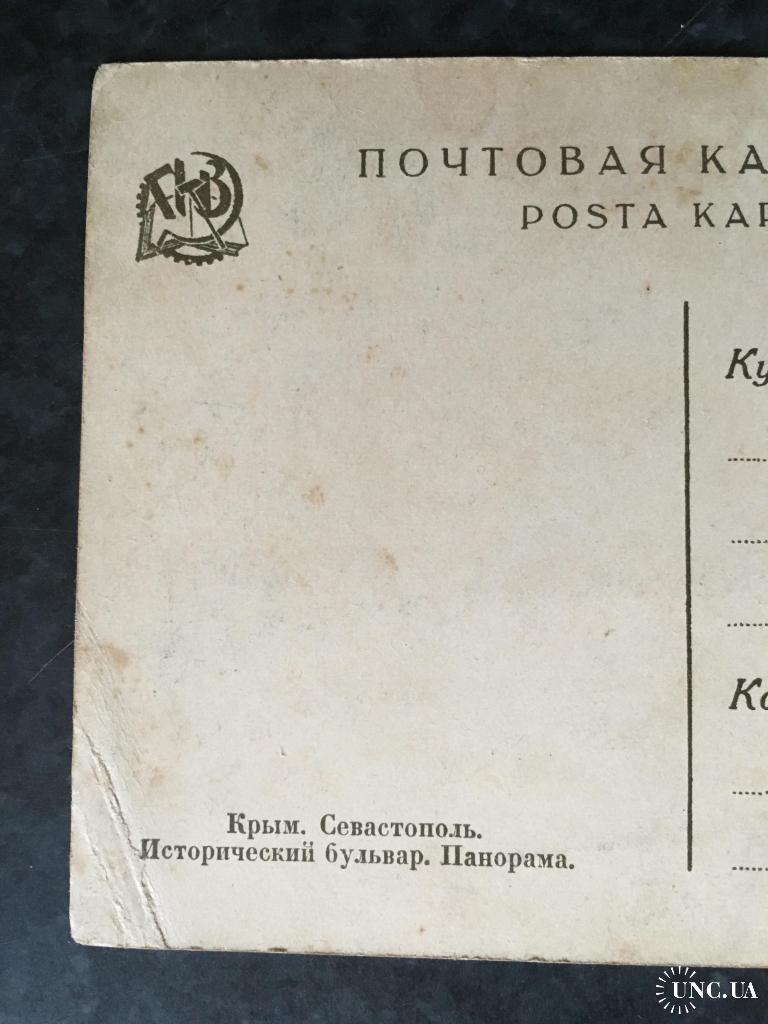 ПОЧТОВАЯ КА
POSTA KAP
Ку
Ко
Крым. Севастополь.
Исторический бульвар. Панорама.
UNC.UA